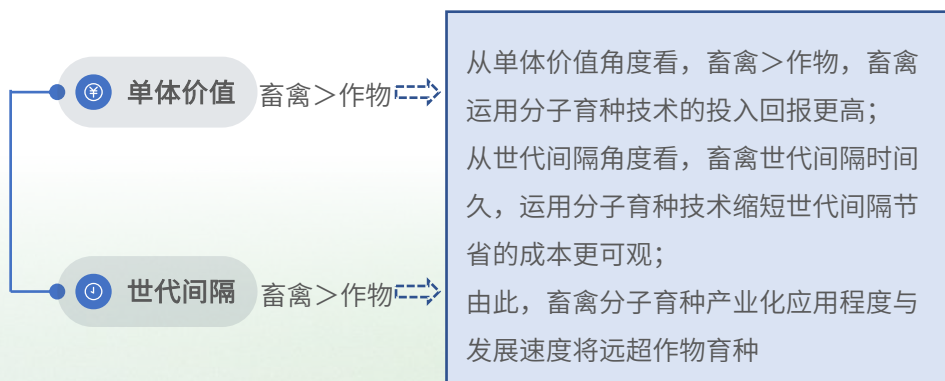 单体价值
畜禽＞作物
世代间隔
畜禽＞作物
从单体价值角度看，畜禽＞作物，畜禽
运用分子育种技术的投入回报更高；
从世代间隔角度看，畜禽世代间隔时间
久，运用分子育种技术缩短世代间隔节
省的成本更可观；
由此，畜禽分子育种产业化应用程度与
发展速度将远超作物育种